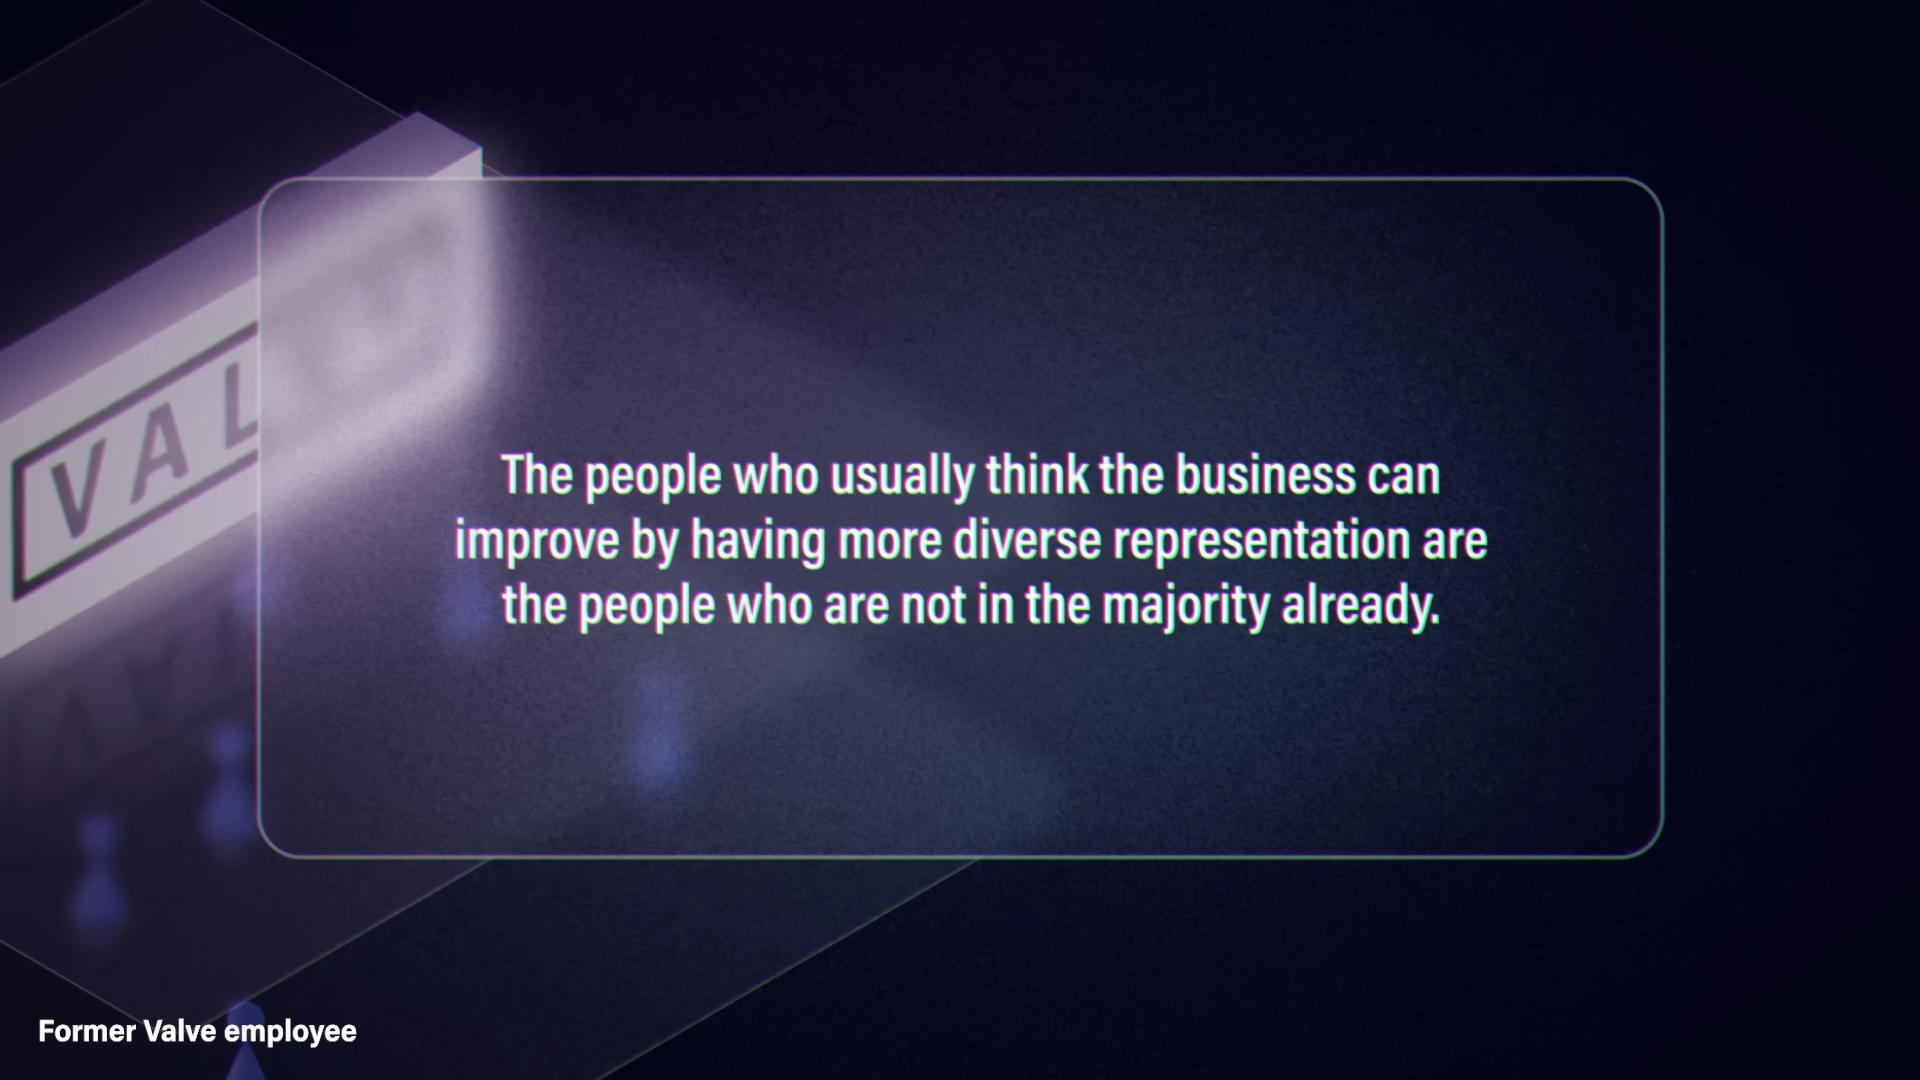 VAL
The people who usually think the business can
improve by having more diverse representation are
the people who are not in the majority already.
Former Valve employee